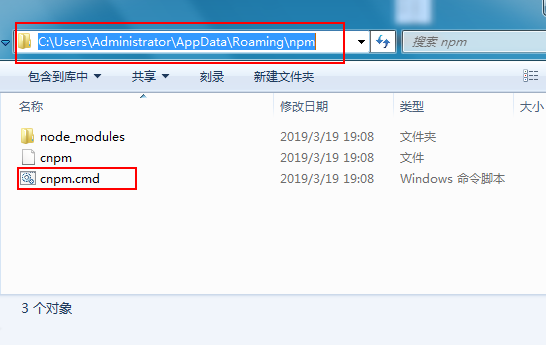 C:\Users\Administrator\AppData\Roaming\npm 搜索 npm
包含到库中 共享 刻录 新建文件夹
名称 修改日期 类型 大小
node_modules 2019/3/19 19:08 文件夹
cnpm 2019/3/19 19:08 文件
cnpm.cmd 2019/3/19 19:08 Windows 命令脚本
3 个对象